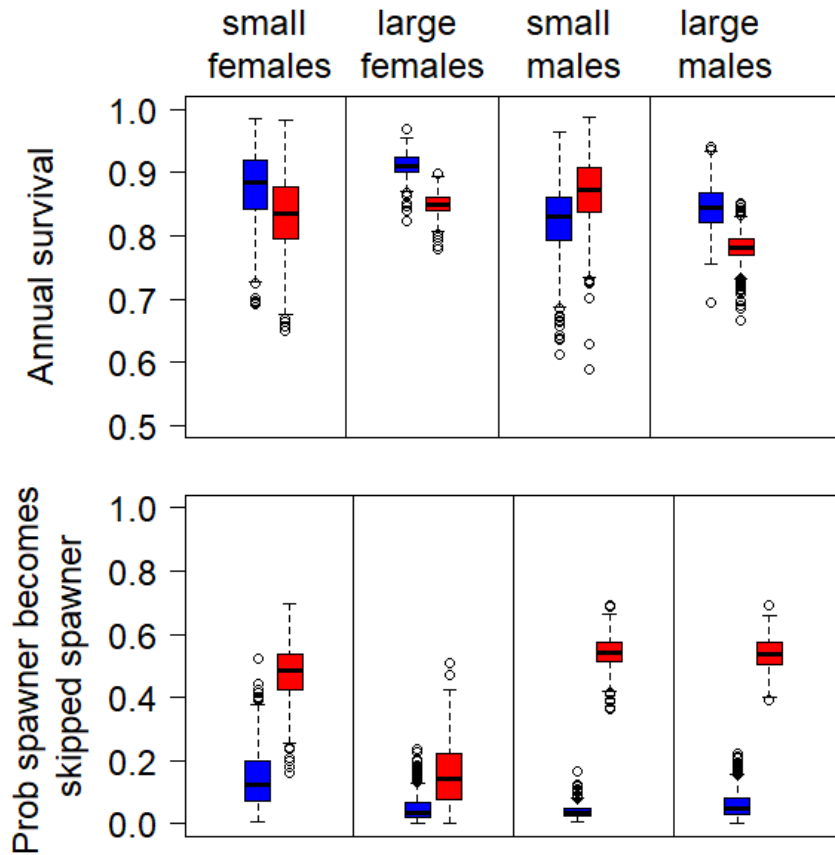 small large small large
females females males males
Annual survival
1.0
0.9
0.8
0.7
0.6
0.5
Prob spawner becomes
skipped spawner
1.0
0.8
0.6
0.4
0.2
0.0